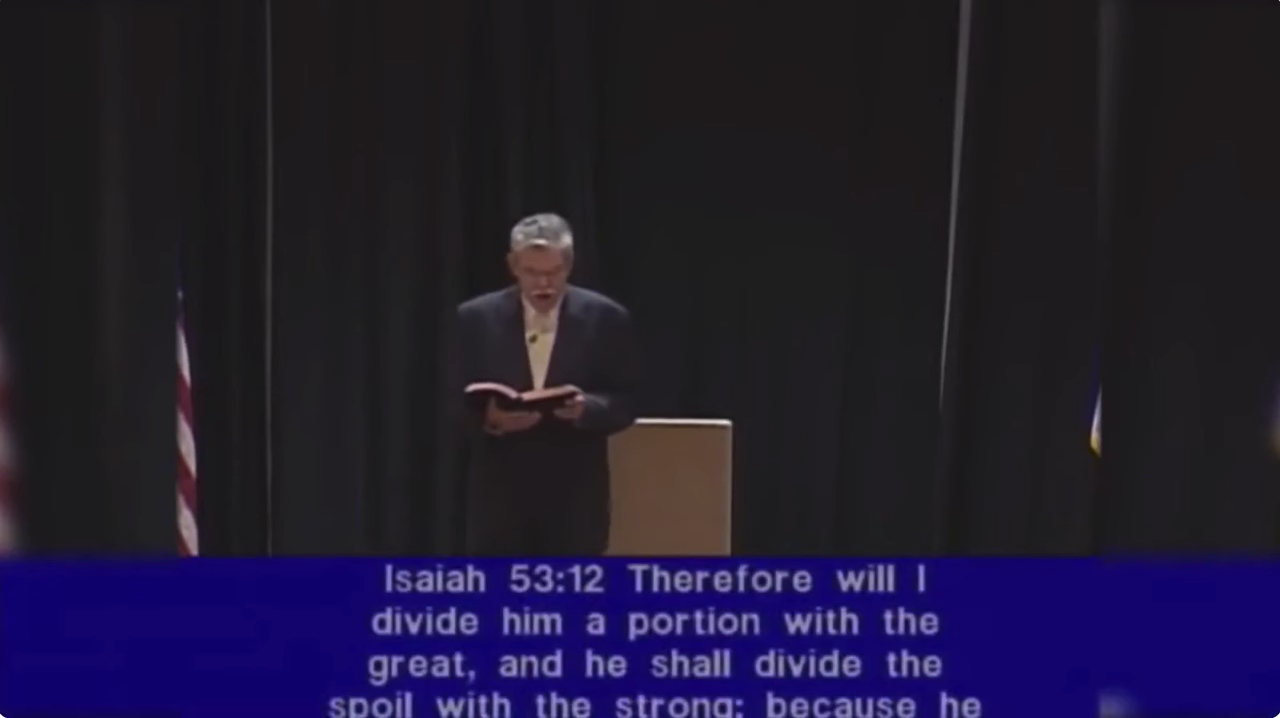 Isaiah 53:12 Therefore will I
divide him a portion with the
great, and he shall divide the
spoil with the strong; because he